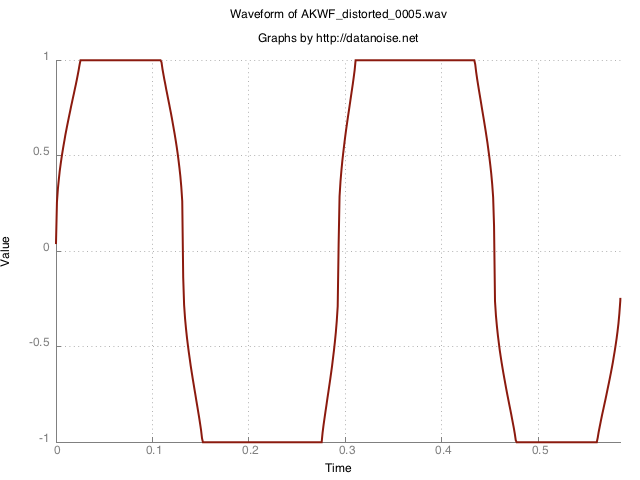 Waveform of AKWF_distorted_0005.wav
Graphs by http://datanoise.net
1
0.5
0
-0.5
-1
Value
0
0.1
0.2
0.3
0.4
0.5
Time